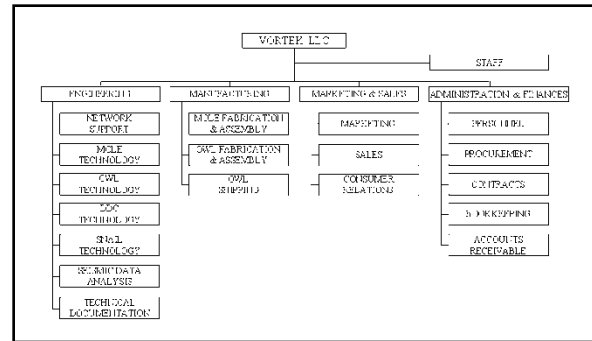 VORTEK LLC
STAFF
ENGINEERING
MANUFACTURING
MARKETING & SALES
ADMINISTRATION & FINANCES
NETWORK
SUPPORT
MOLE
TECHNOLOGY
OWL
TECHNOLOGY
TECHNOLOGY
SNAIL
TECHNOLOGY
SEISMIC DATA
ANALYSIS
TECHNICAL
DOCUMENTATION
MOLE FABRICATION
& ASSEMBLY
OWL FABRICATION
& ASSEMBLY
OWL
SHIPPING
MARKETING
SALES
CONSUMER
RELATIONS
PERSONNEL
PROCUREMENT
CONTRACTS
BOOKKEEPING
ACCOUNTS
RECEIVABLE